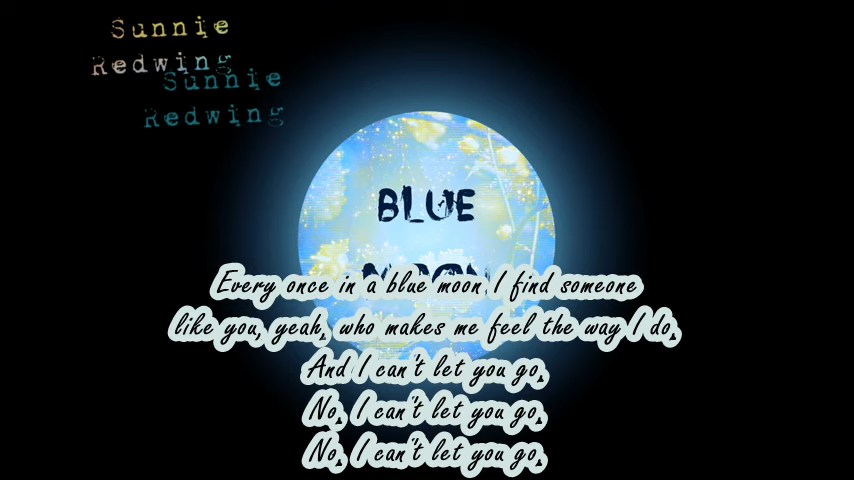 Sunnie
Redwing
Sunnie
Redwing
BLUE
MOON
Every once in a blue moon I find someone
like you, yeah, who makes me feel the way I do,
And I can't let you go,
No, I can't let you go,
No, I can't let you go,